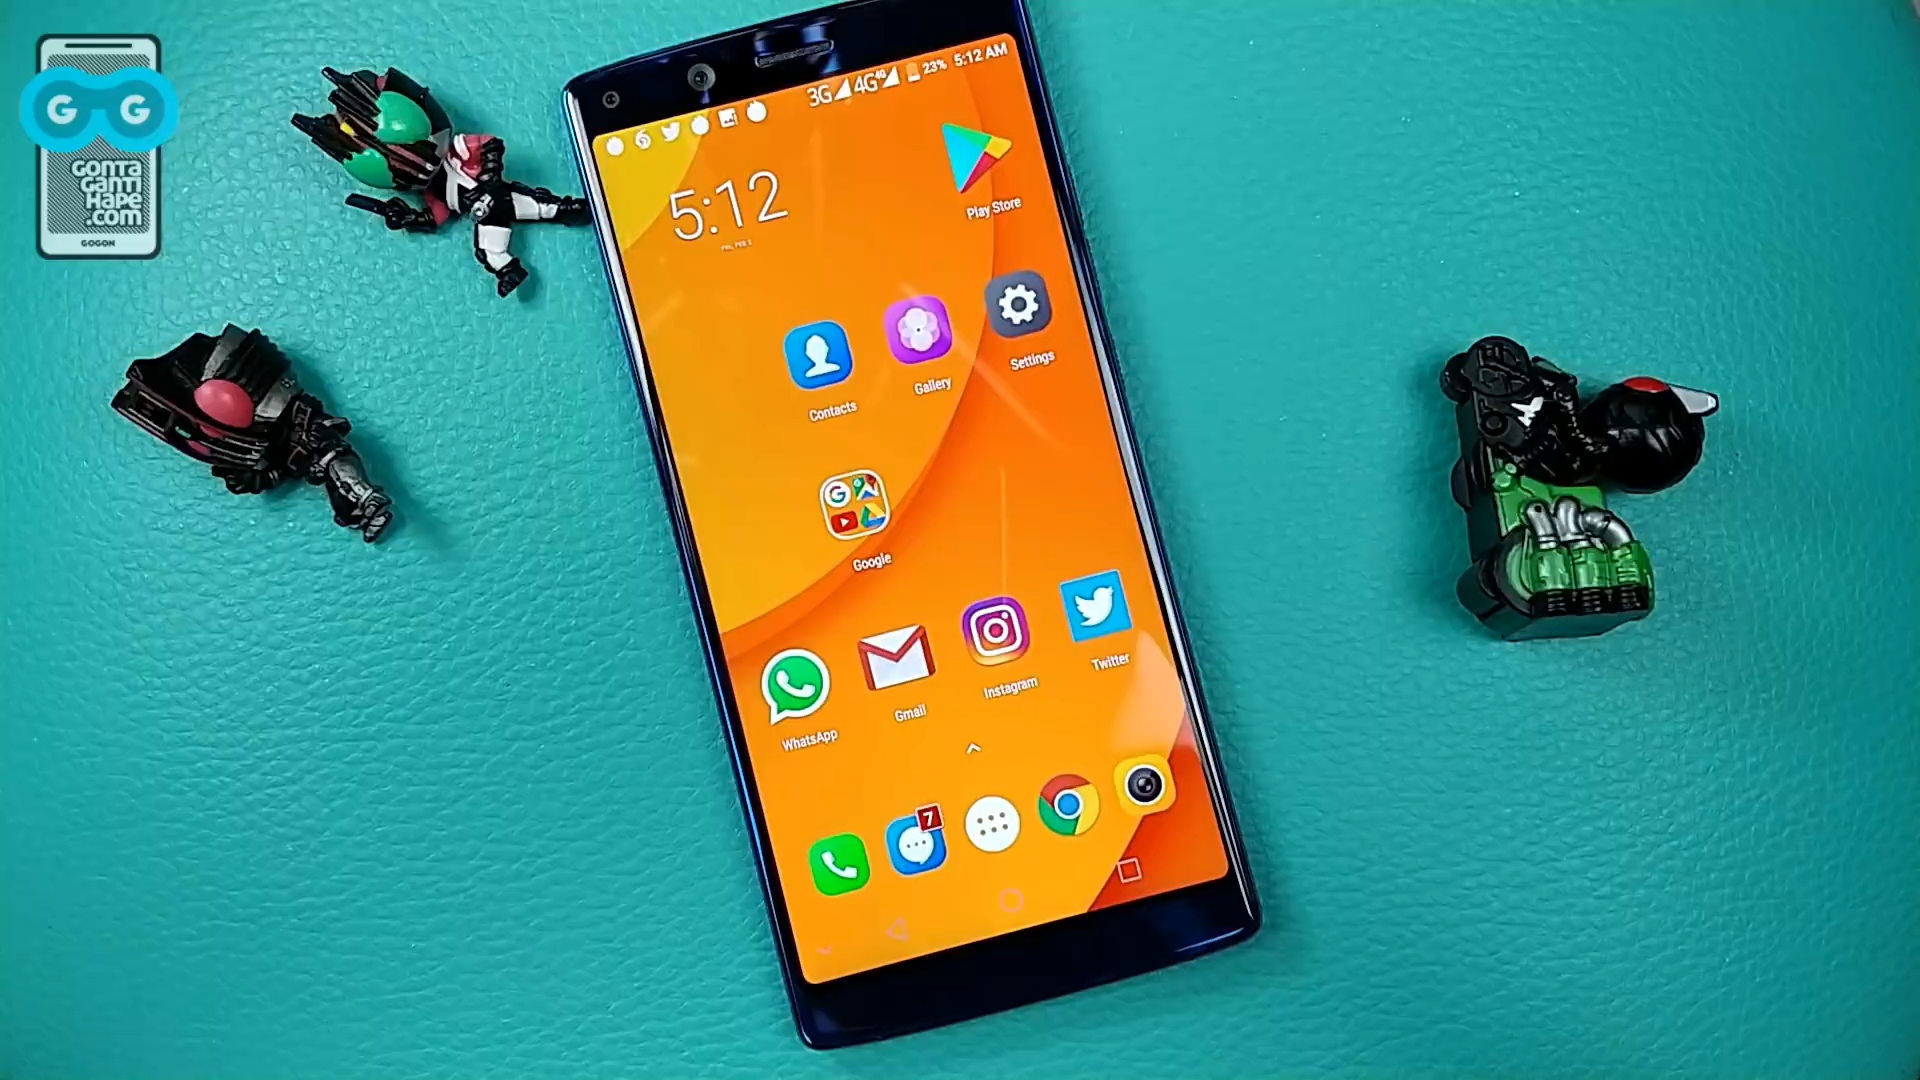 G G
GONTA
GANTI
HAPE
.com
GOGON
3G 4G 4G 23% 5:12 AM
5:12
Play Store
Contacts
Gallery
Settings
Google
WhatsApp
Gmail
Instagram
Twitter
7